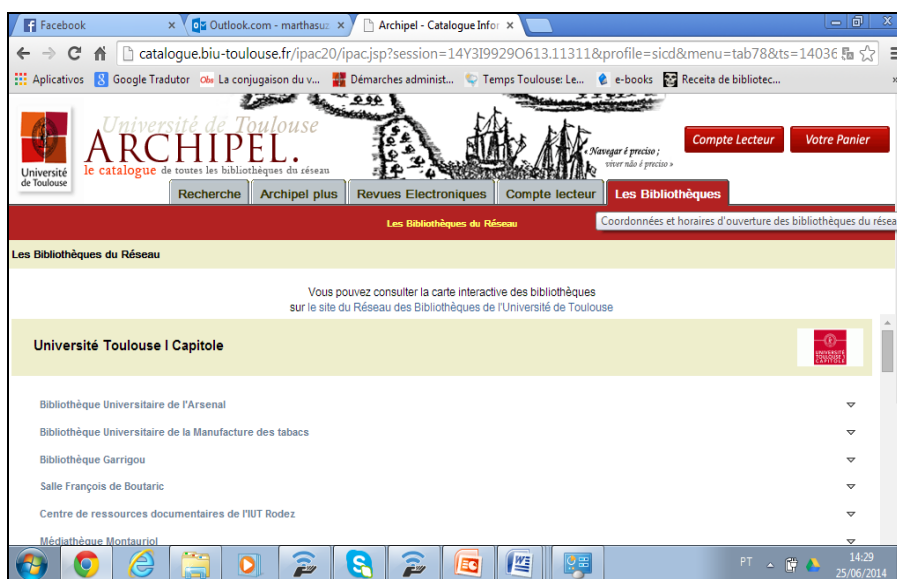 Facebook
Outlook.com - marthasuz
Archipel - Catalogue Infor
catalogue.biu-toulouse.fr/ipac20/ipac.jsp?session=14Y3I9929O613.11311&profile=sicd&menu=tab78&ts=14036
Aplicativos
Google Tradutor
La conjugaison du v...
Démarches administ...
Temps Toulouse: Le...
e-books
Receita de bibliotec...
Université de Toulouse
ARCHIPEL.
le catalogue de toutes les bibliothèques du réseau
Université
de Toulouse
« Navegar é preciso ;
viver não é preciso »
Compte Lecteur
Votre Panier
Recherche
Archipel plus
Revues Electroniques
Compte lecteur
Les Bibliothèques
Les Bibliothèques du Réseau
Coordonnées et horaires d'ouverture des bibliothèques du résea
Les Bibliothèques du Réseau
Vous pouvez consulter la carte interactive des bibliothèques
sur le site du Réseau des Bibliothèques de l'Université de Toulouse
Université Toulouse I Capitole
UNIVERSITÉ
TOULOUSE 1
CAPITOLE
Bibliothèque Universitaire de l'Arsenal
Bibliothèque Universitaire de la Manufacture des tabacs
Bibliothèque Garrigou
Salle François de Boutaric
Centre de ressources documentaires de l'IUT Rodez
Médiathèque Montauriol
PT
14:29
25/06/2014